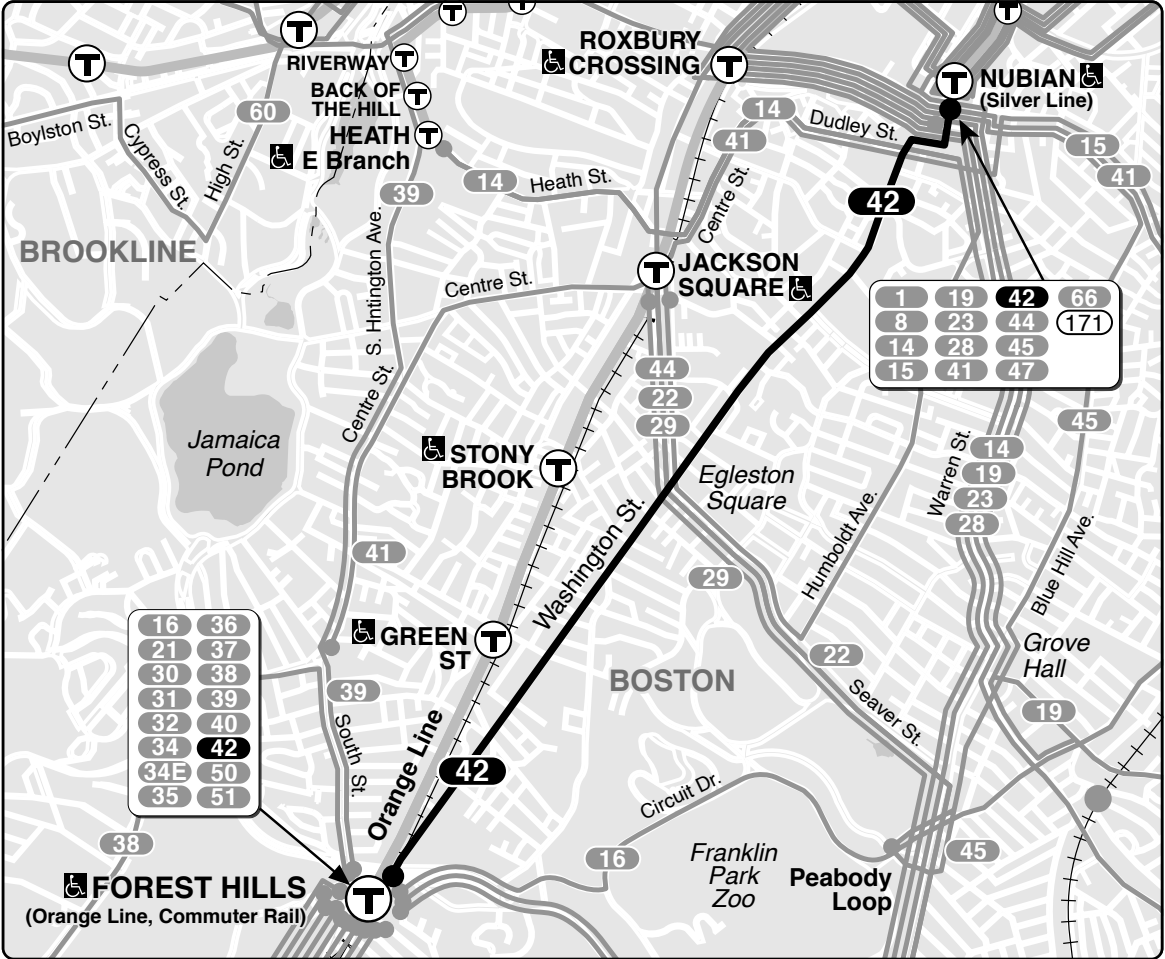 T
T
T
T
T
T
ROXBURY
CROSSING
T
RIVERWAY
T
BACK OF
THE HILL
T
HEATH
E Branch
T
NUBIAN
(Silver Line)
T
60
14
Dudley St.
41
15
41
Boylston St.
Cypress St.
High St.
39
14
Heath St.
Centre St.
42
BROOKLINE
S. Hntington Ave.
Centre St.
JACKSON
SQUARE
T
1 19 42 66
8 23 44 171
14 28 45
15 41 47
44
22
29
Centre St.
45
Jamaica
Pond
STONY
BROOK
T
Egleston
Square
Warren St.
14
19
23
28
Humboldt Ave.
Blue Hill Ave.
Washington St.
41
29
16 36
21 37
30 38
31 39
32 40
34 42
34E 50
35 51
GREEN
ST
T
22
Grove
Hall
BOSTON
39
South St.
Seaver St.
19
Orange Line
42
Circuit Dr.
38
16
Franklin
Park
Zoo
45
Peabody
Loop
FOREST HILLS
(Orange Line, Commuter Rail)
T